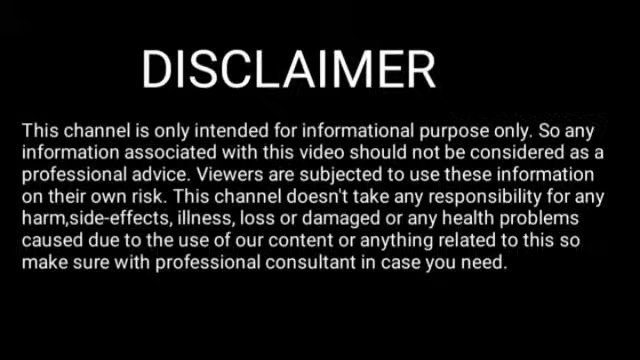 DISCLAIMER
This channel is only intended for informational purpose only. So any
information associated with this video should not be considered as a
professional advice. Viewers are subjected to use these information
on their own risk. This channel doesn't take any responsibility for any
harm,side-effects, illness, loss or damaged or any health problems
caused due to the use of our content or anything related to this so
make sure with professional consultant in case you need.